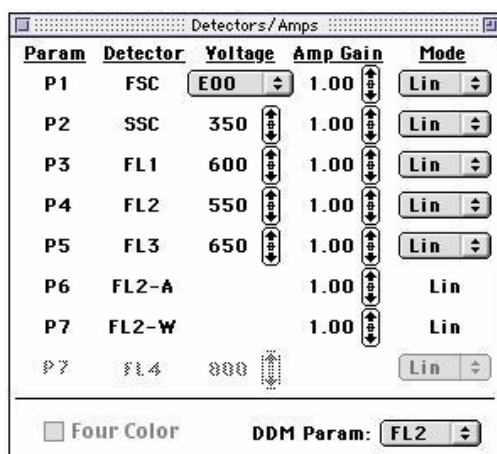 Detectors/Amps
Param Detector Voltage Amp Gain Mode
P1 FSC E00 1.00 Lin
P2 SSC 350 1.00 Lin
P3 FL1 600 1.00 Lin
P4 FL2 550 1.00 Lin
P5 FL3 650 1.00 Lin
P6 FL2-A 1.00 Lin
P7 FL2-W 1.00 Lin
P7 FL4 800 Lin
Four Color DDM Param: FL2